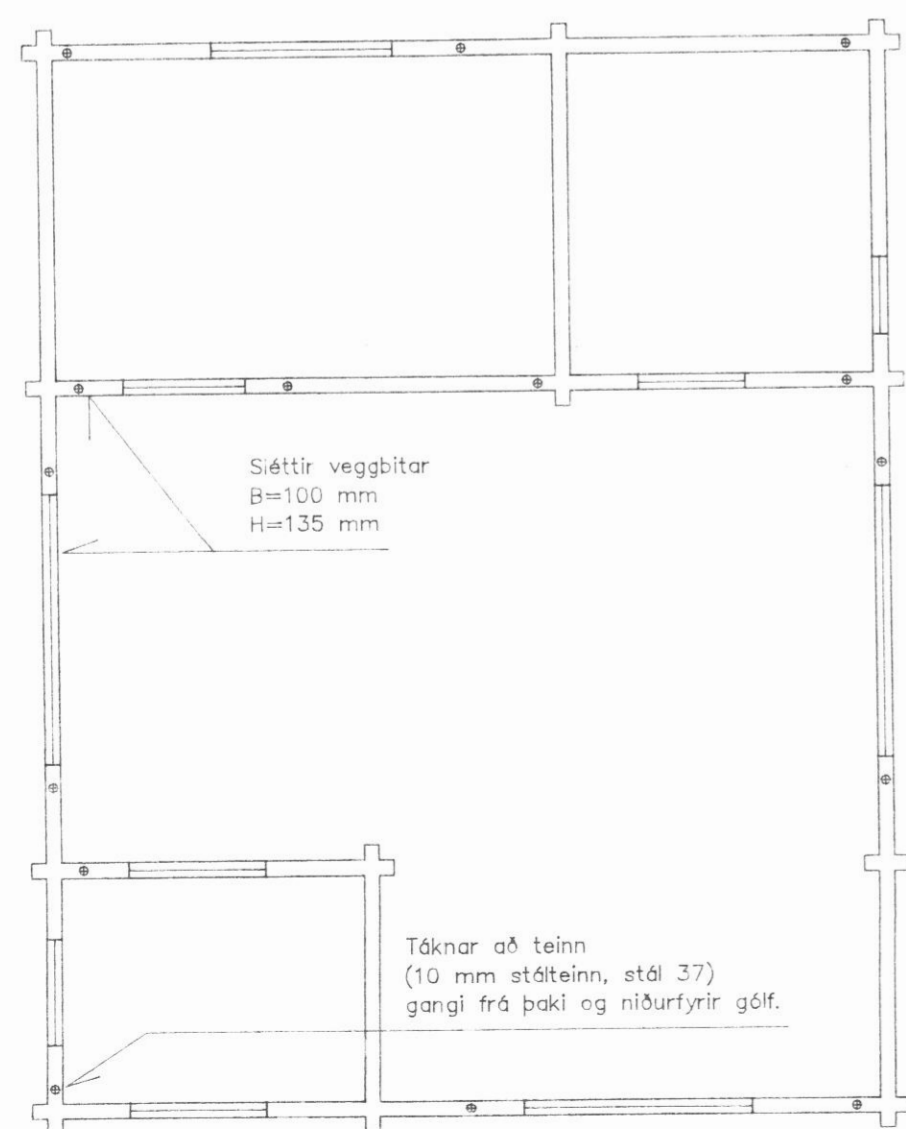 Sléttir veggbitar
B=100 mm
H=135 mm
Táknar að teinn
(10 mm stálteinn, stál 37)
gangi frá þaki og niðurfyrir gólf.